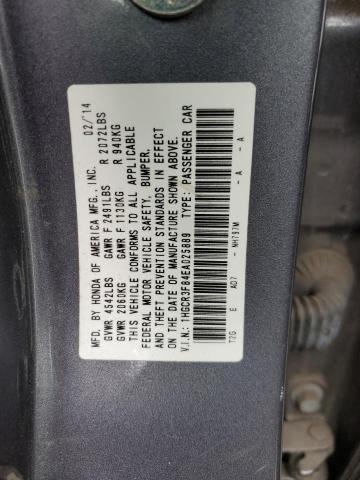 MFD. BY HONDA OF AMERICA MFG., INC. 02/'14
GVWR 4542LBS GAWR F 2491LBS R 2072LBS
GVWR 2060KG GAWR F 1130KG R 940KG
THIS VEHICLE CONFORMS TO ALL APPLICABLE
FEDERAL MOTOR VEHICLE SAFETY, BUMPER,
AND THEFT PREVENTION STANDARDS IN EFFECT
ON THE DATE OF MANUFACTURE SHOWN ABOVE.
V.I.N.: 1HGCR3F84EA025889 TYPE: PASSENGER CAR
T2G E AD7 - NH737M - A - A